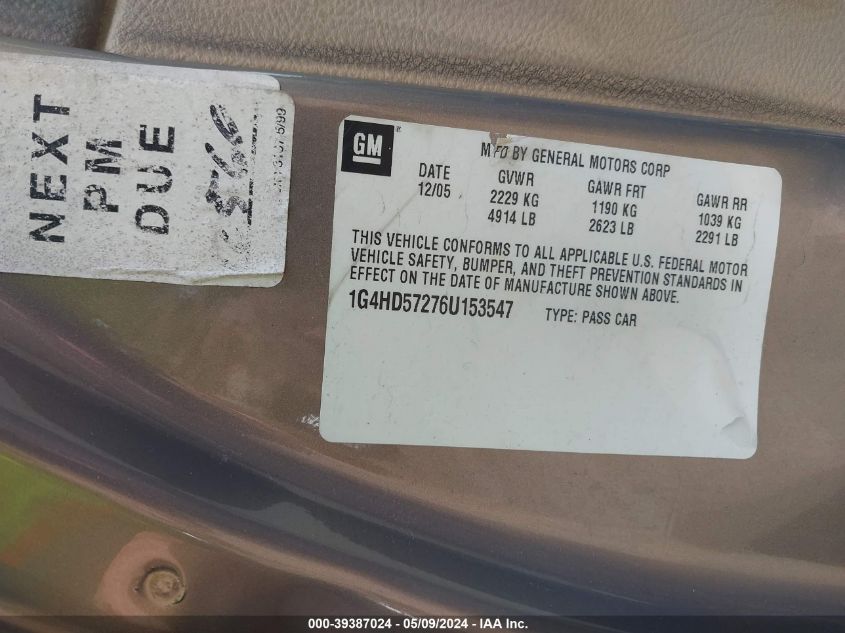 NEXT
PM
DUE
GM
MFD BY GENERAL MOTORS CORP
DATE GVWR GAWR FRT GAWR RR
12/05 2229 KG 1190 KG 1039 KG
4914 LB 2623 LB 2291 LB
THIS VEHICLE CONFORMS TO ALL APPLICABLE U.S. FEDERAL MOTOR
VEHICLE SAFETY, BUMPER, AND THEFT PREVENTION STANDARDS IN
EFFECT ON THE DATE OF MANUFACTURE SHOWN ABOVE.
1G4HD57276U153547 TYPE: PASS CAR
000-39387024 - 05/09/2024 - IAA Inc.